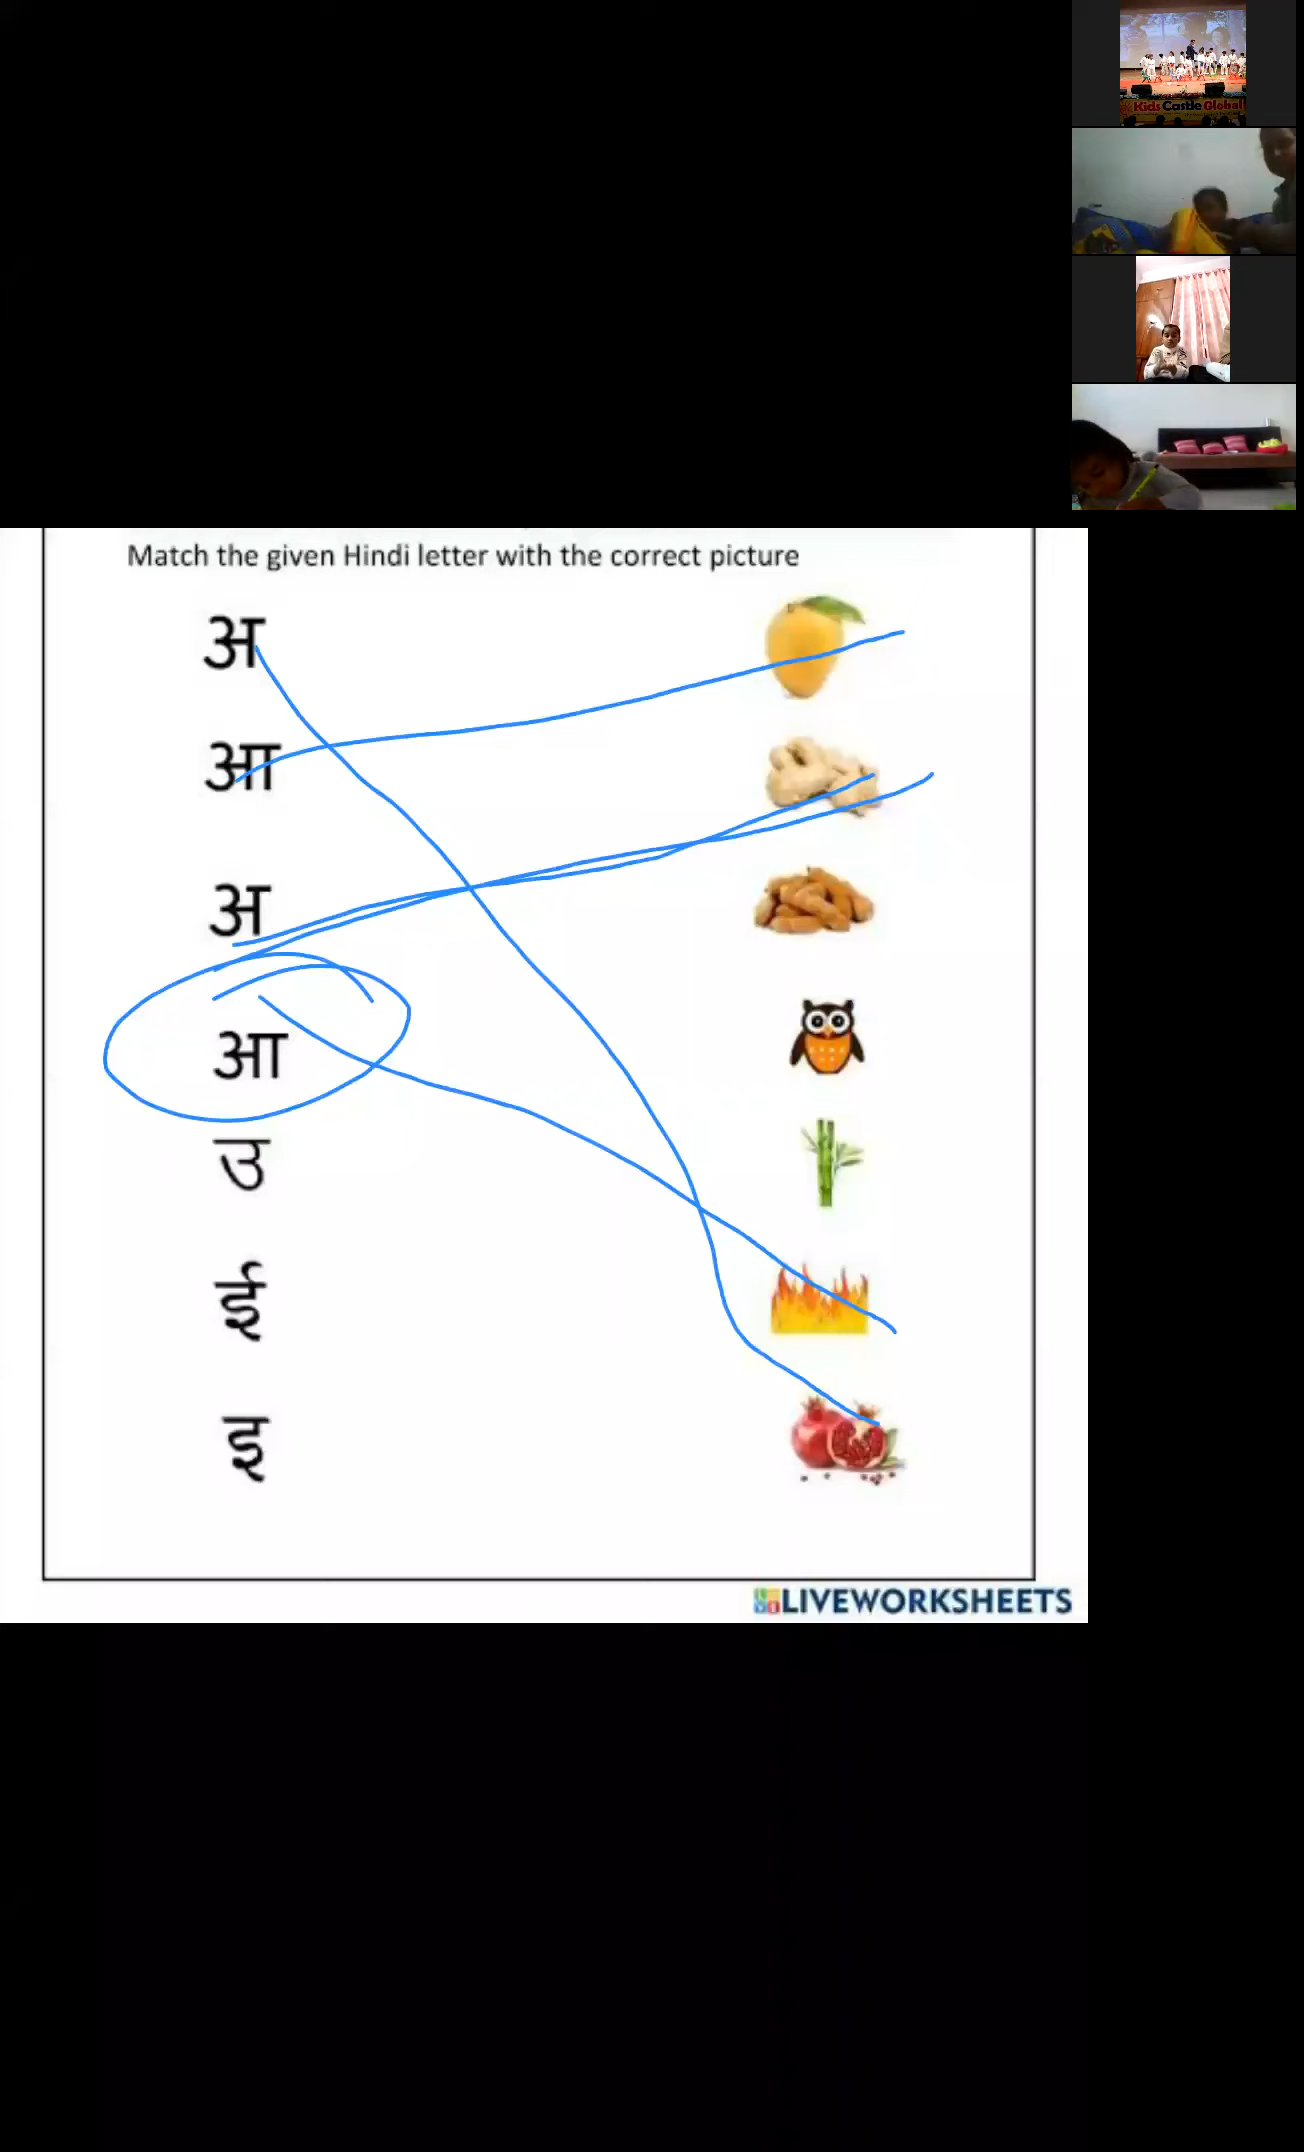 Kids Castle Global
Match the given Hindi letter with the correct picture
अ
आ
अ
आ
उ
ई
इ
LIVEWORKSHEETS